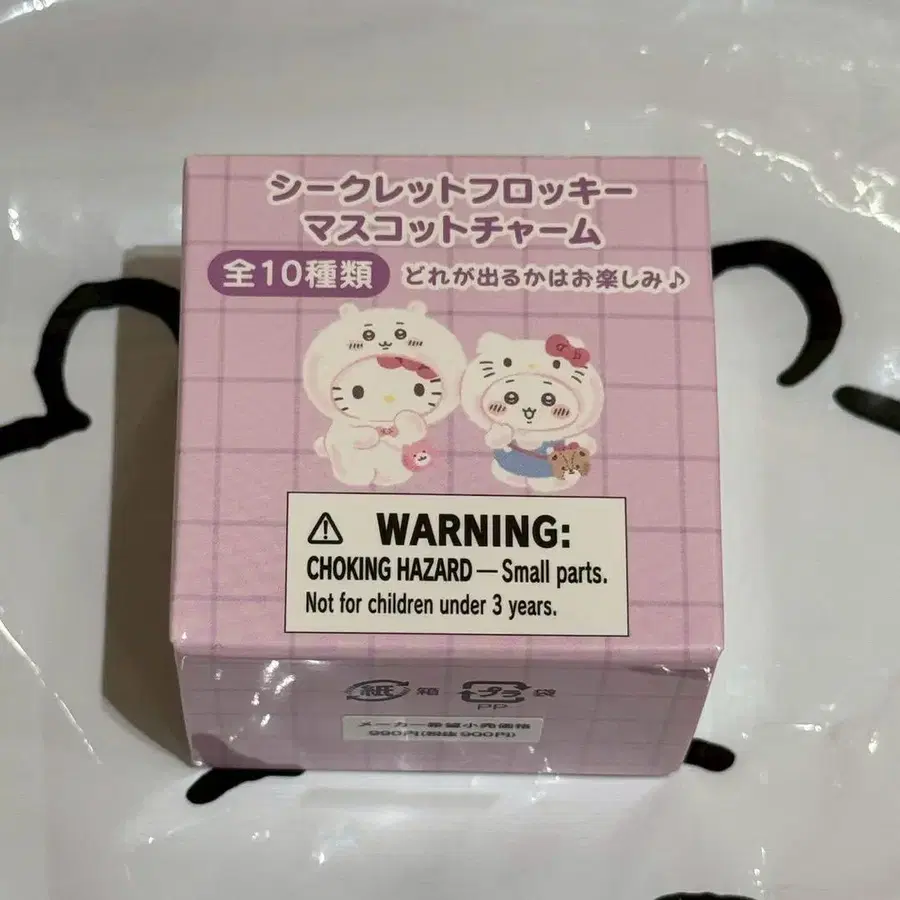 シークレットフロッキー
マスコットチャーム
全10種類 どれが出るかはお楽しみ♪
⚠ WARNING:
CHOKING HAZARD — Small parts.
Not for children under 3 years.
紙 箱 プラ 袋
PP
メーカー希望小売価格
990円(税抜900円)